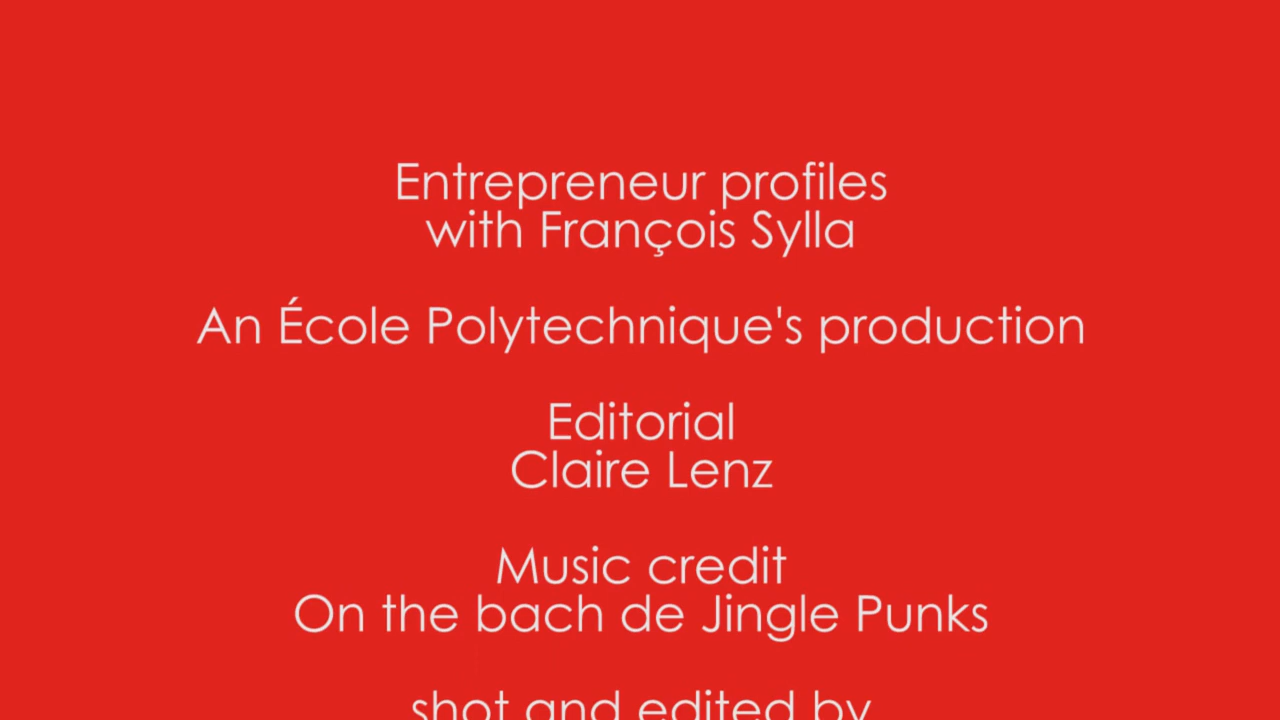 Entrepreneur profiles
with François Sylla
An École Polytechnique's production
Editorial
Claire Lenz
Music credit
On the bach de Jingle Punks
shot and edited by